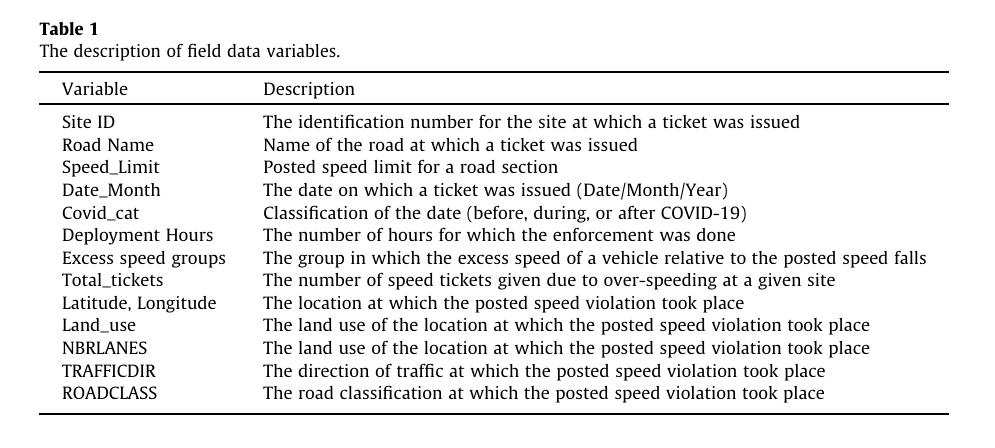 Table 1
The description of field data variables.
Variable Description
Site ID The identification number for the site at which a ticket was issued
Road Name Name of the road at which a ticket was issued
Speed_Limit Posted speed limit for a road section
Date_Month The date on which a ticket was issued (Date/Month/Year)
Covid_cat Classification of the date (before, during, or after COVID-19)
Deployment Hours The number of hours for which the enforcement was done
Excess speed groups The group in which the excess speed of a vehicle relative to the posted speed falls
Total_tickets The number of speed tickets given due to over-speeding at a given site
Latitude, Longitude The location at which the posted speed violation took place
Land_use The land use of the location at which the posted speed violation took place
NBRLANES The land use of the location at which the posted speed violation took place
TRAFFICDIR The direction of traffic at which the posted speed violation took place
ROADCLASS The road classification at which the posted speed violation took place